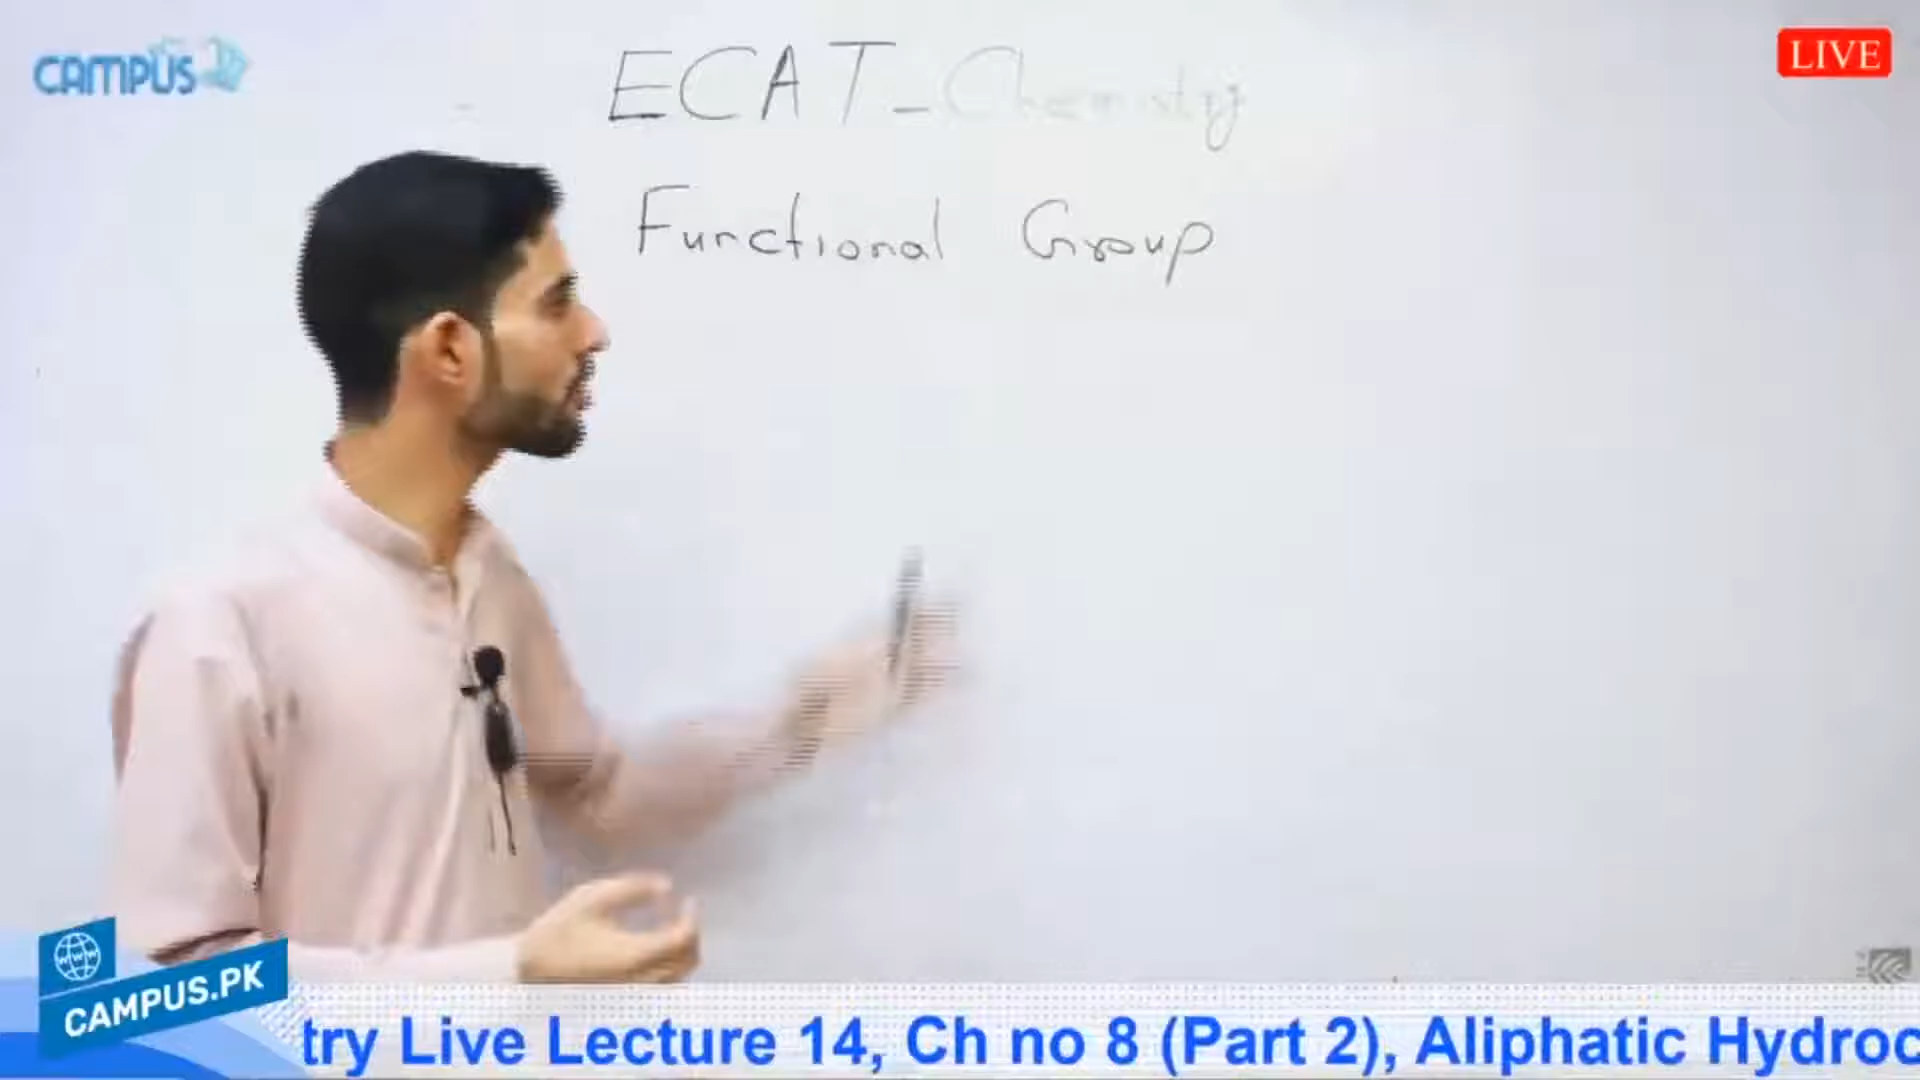 CAMPUS
LIVE
ECAT - Chemistry
Functional Group
www
CAMPUS.PK
try Live Lecture 14, Ch no 8 (Part 2), Aliphatic Hydroc